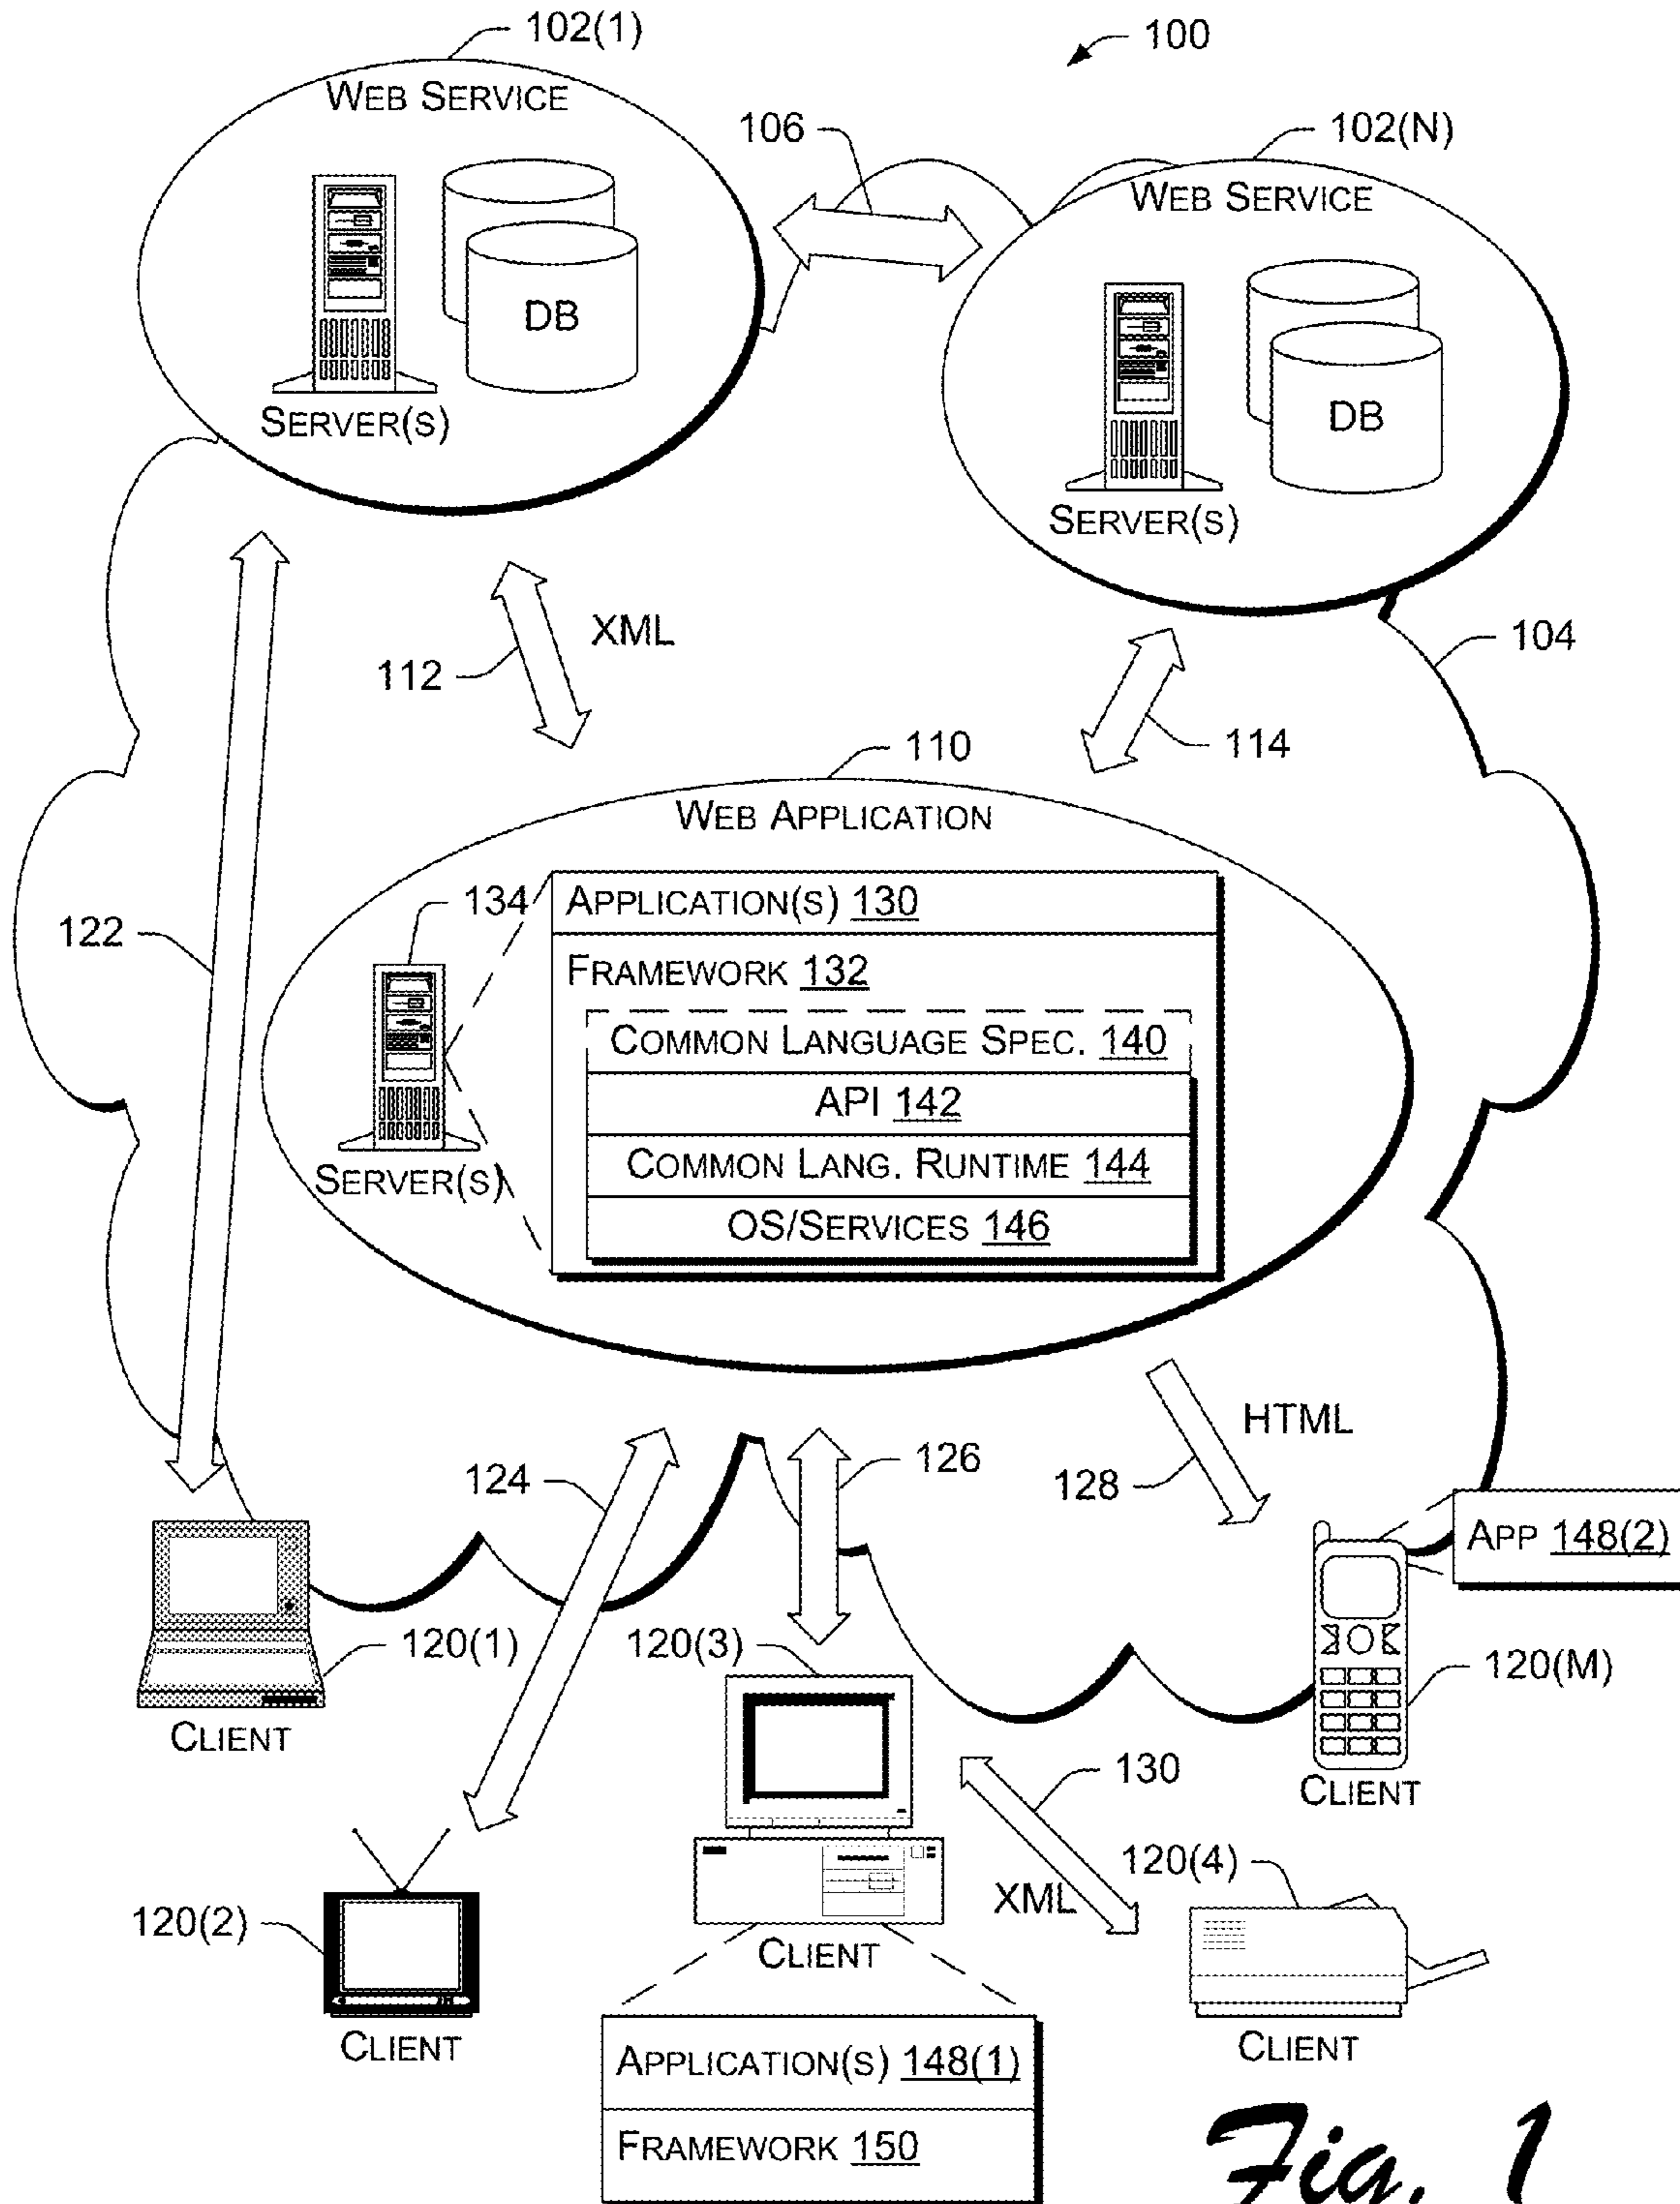 102(1)
100
WEB SERVICE
106
102(N)
WEB SERVICE
DB
DB
SERVER(S)
SERVER(S)
XML
104
112
114
110
WEB APPLICATION
134
APPLICATION(S) 130
122
FRAMEWORK 132
COMMON LANGUAGE SPEC. 140
API 142
COMMON LANG. RUNTIME 144
SERVER(S)
OS/SERVICES 146
HTML
124
126
128
APP 148(2)
120(1)
120(3)
120(M)
CLIENT
130
CLIENT
120(4)
XML
120(2)
CLIENT
CLIENT
CLIENT
APPLICATION(S) 148(1)
FRAMEWORK 150
Fig. 1